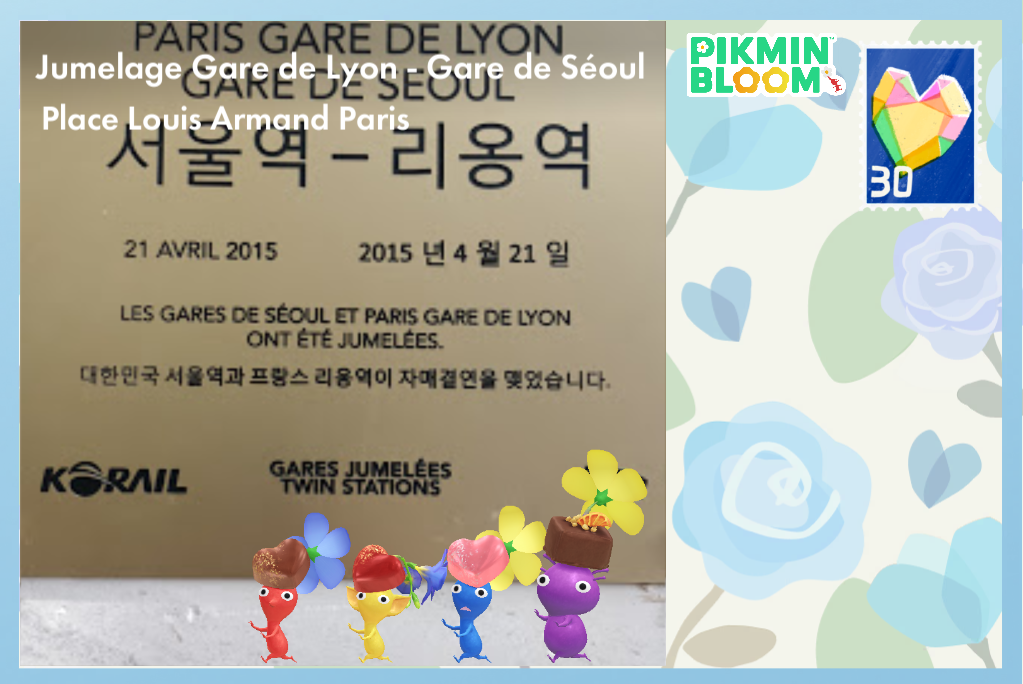 PARIS GARE DE LYON
Jumelage Gare de Lyon - Gare de Séoul
GARE DE SÉOUL
Place Louis Armand Paris
서울역 – 리옹역
21 AVRIL 2015
2015 년 4 월 21 일
LES GARES DE SÉOUL ET PARIS GARE DE LYON
ONT ÉTÉ JUMELÉES.
대한민국 서울역과 프랑스 리옹역이 자매결연을 맺었습니다.
KORAIL
GARES JUMELÉES
TWIN STATIONS
PIKMIN
BLOOM
30